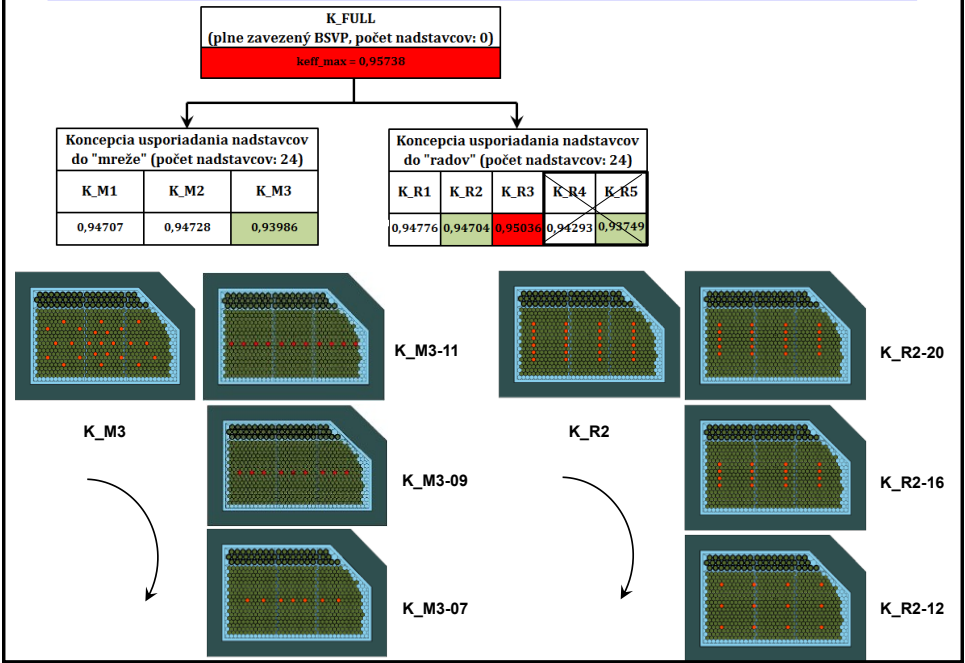 K_FULL
(plne zavezený BSVP, počet nadstavcov: 0)
keff_max = 0,95738
Koncepcia usporiadania nadstavcov
do "mreže" (počet nadstavcov: 24)
K_M1 K_M2 K_M3
0,94707 0,94728 0,93986
Koncepcia usporiadania nadstavcov
do "radov" (počet nadstavcov: 24)
K_R1 K_R2 K_R3 K_R4 K_R5
0,94776 0,94704 0,95036 0,94293 0,93749
K_M3-11
K_R2-20
K_M3
K_R2
K_M3-09
K_R2-16
K_M3-07
K_R2-12